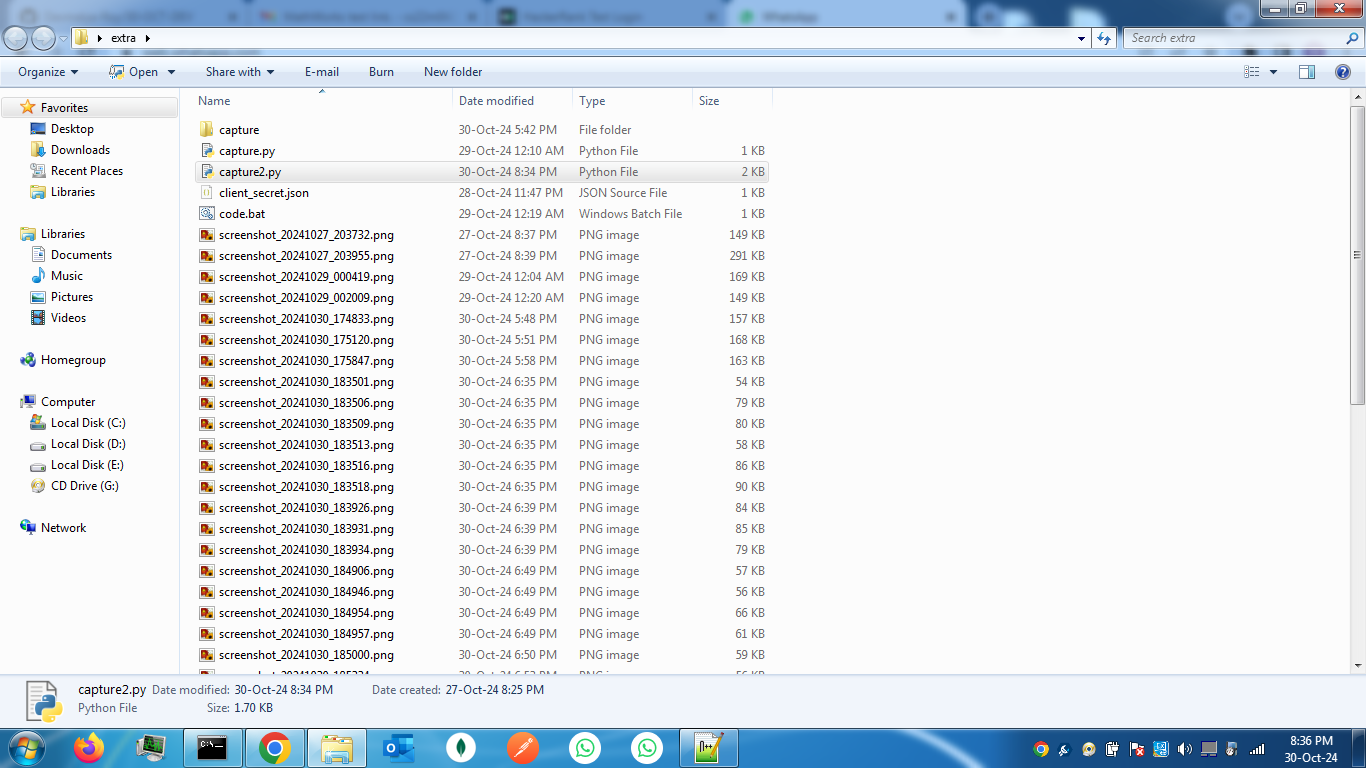 WhatsApp
extra
Search extra
Organize Open Share with E-mail Burn New folder
Name Date modified Type Size
Favorites
Desktop
Downloads
Recent Places
Libraries
Libraries
Documents
Music
Pictures
Videos
Homegroup
Computer
Local Disk (C:)
Local Disk (D:)
Local Disk (E:)
CD Drive (G:)
Network
capture 30-Oct-24 5:42 PM File folder
capture.py 29-Oct-24 12:10 AM Python File 1 KB
capture2.py 30-Oct-24 8:34 PM Python File 2 KB
client_secret.json 28-Oct-24 11:47 PM JSON Source File 1 KB
code.bat 29-Oct-24 12:19 AM Windows Batch File 1 KB
screenshot_20241027_203732.png 27-Oct-24 8:37 PM PNG image 149 KB
screenshot_20241027_203955.png 27-Oct-24 8:39 PM PNG image 291 KB
screenshot_20241029_000419.png 29-Oct-24 12:04 AM PNG image 169 KB
screenshot_20241029_002009.png 29-Oct-24 12:20 AM PNG image 149 KB
screenshot_20241030_174833.png 30-Oct-24 5:48 PM PNG image 157 KB
screenshot_20241030_175120.png 30-Oct-24 5:51 PM PNG image 168 KB
screenshot_20241030_175847.png 30-Oct-24 5:58 PM PNG image 163 KB
screenshot_20241030_183501.png 30-Oct-24 6:35 PM PNG image 54 KB
screenshot_20241030_183506.png 30-Oct-24 6:35 PM PNG image 79 KB
screenshot_20241030_183509.png 30-Oct-24 6:35 PM PNG image 80 KB
screenshot_20241030_183513.png 30-Oct-24 6:35 PM PNG image 58 KB
screenshot_20241030_183516.png 30-Oct-24 6:35 PM PNG image 86 KB
screenshot_20241030_183518.png 30-Oct-24 6:35 PM PNG image 90 KB
screenshot_20241030_183926.png 30-Oct-24 6:39 PM PNG image 84 KB
screenshot_20241030_183931.png 30-Oct-24 6:39 PM PNG image 85 KB
screenshot_20241030_183934.png 30-Oct-24 6:39 PM PNG image 79 KB
screenshot_20241030_184906.png 30-Oct-24 6:49 PM PNG image 57 KB
screenshot_20241030_184946.png 30-Oct-24 6:49 PM PNG image 56 KB
screenshot_20241030_184954.png 30-Oct-24 6:49 PM PNG image 66 KB
screenshot_20241030_184957.png 30-Oct-24 6:49 PM PNG image 61 KB
screenshot_20241030_185000.png 30-Oct-24 6:50 PM PNG image 59 KB
capture2.py Date modified: 30-Oct-24 8:34 PM Date created: 27-Oct-24 8:25 PM
Python File Size: 1.70 KB
8:36 PM
30-Oct-24